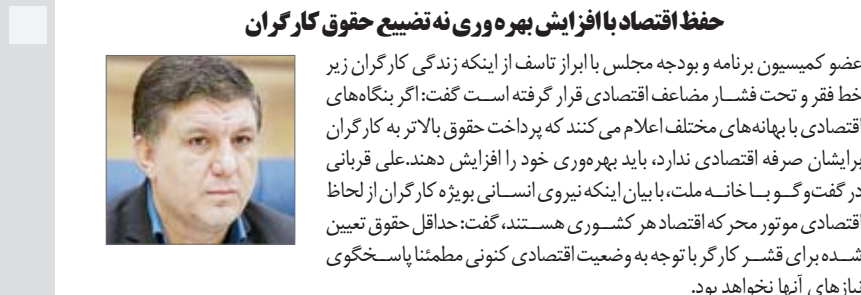 حفظ اقتصاد با افزایش بهره وری نه تضییع حقوق کارگران
عضو کمیسیون برنامه و بودجه مجلس با ابراز تاسف از اینکه زندگی کارگران زیر
خط فقر و تحت فشـار مضاعف اقتصادی قرار گرفته اسـت گفت: اگر بنگاه‌های
اقتصادی با بهانه‌های مختلف اعلام می کنند که پرداخت حقوق بالاتر به کارگران
برایشان صرفه اقتصادی ندارد، باید بهره‌وری خود را افزایش دهند.علی قربانی
در گفت‌وگـو بـا خانـه ملت، با بیان اینکه نیروی انسـانی بویژه کارگران از لحاظ
اقتصادی موتور محرکه اقتصاد هر کشـوری هسـتند، گفت: حداقل حقوق تعیین
شـده برای قشـر کارگر با توجه به وضعیت اقتصادی کنونی مطمئنا پاسـخگوی
نیازهای آنها نخواهد بود.